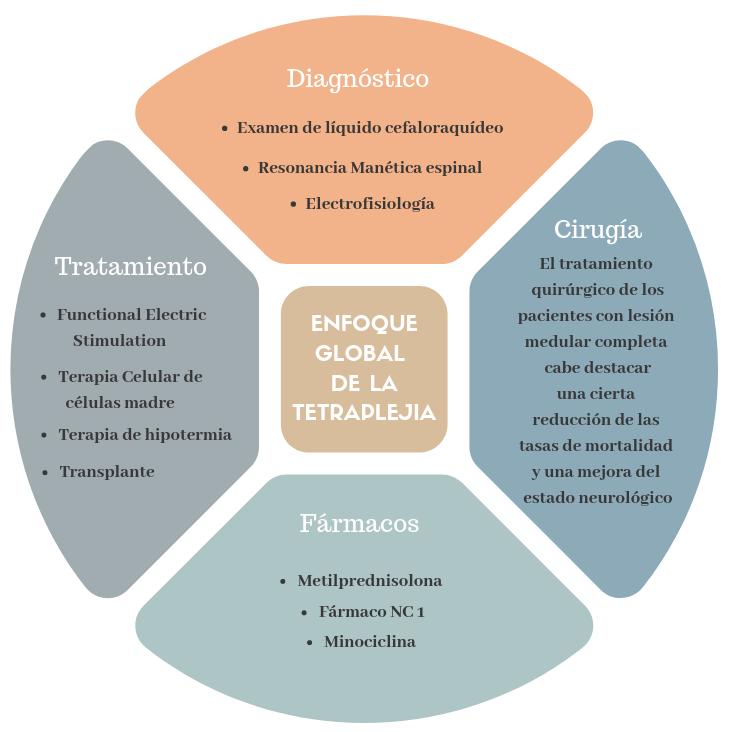 Diagnóstico
• Examen de líquido cefaloraquídeo
• Resonancia Manética espinal
• Electrofisiología
Tratamiento
• Functional Electric
Stimulation
• Terapia Celular de
células madre
• Terapia de hipotermia
• Transplante
ENFOQUE
GLOBAL
DE LA
TETRAPLEJIA
Cirugía
El tratamiento
quirúrgico de los
pacientes con lesión
medular completa
cabe destacar
una cierta
reducción de las
tasas de mortalidad
y una mejora del
estado neurológico
Fármacos
• Metilprednisolona
• Fármaco NC 1
• Minociclina